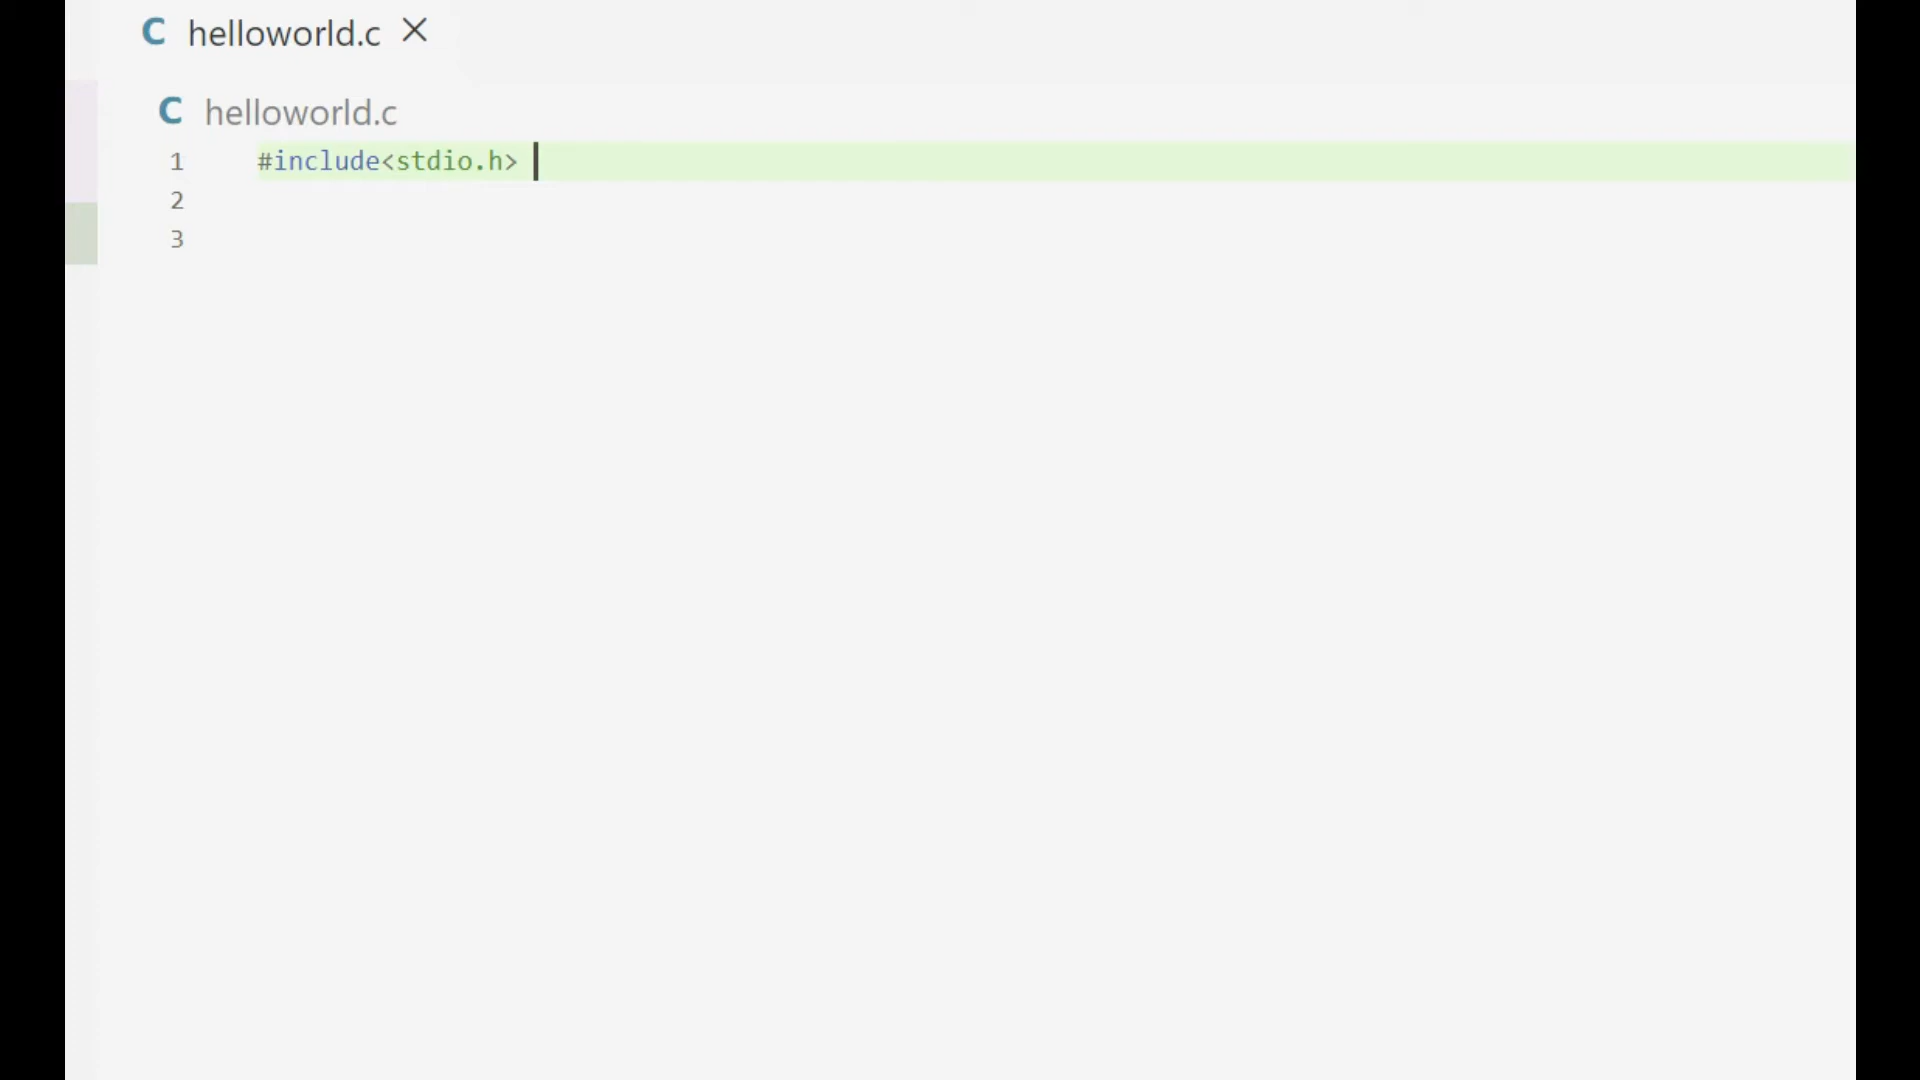 C helloworld.c ×
C helloworld.c
1 #include<stdio.h>
2
3